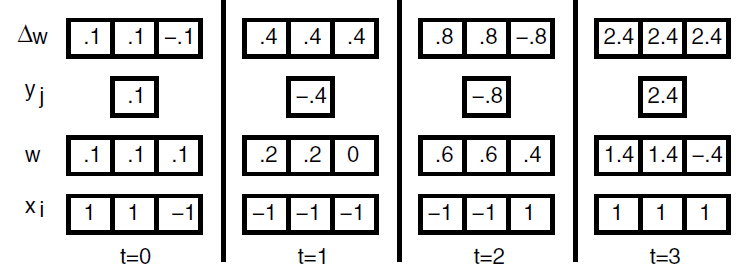 Δw .1 .1 −.1 .4 .4 .4 .8 .8 −.8 2.4 2.4 2.4
yj .1 −.4 −.8 2.4
w .1 .1 .1 .2 .2 0 .6 .6 .4 1.4 1.4 −.4
xi 1 1 −1 −1 −1 −1 −1 −1 1 1 1 1
t=0 t=1 t=2 t=3